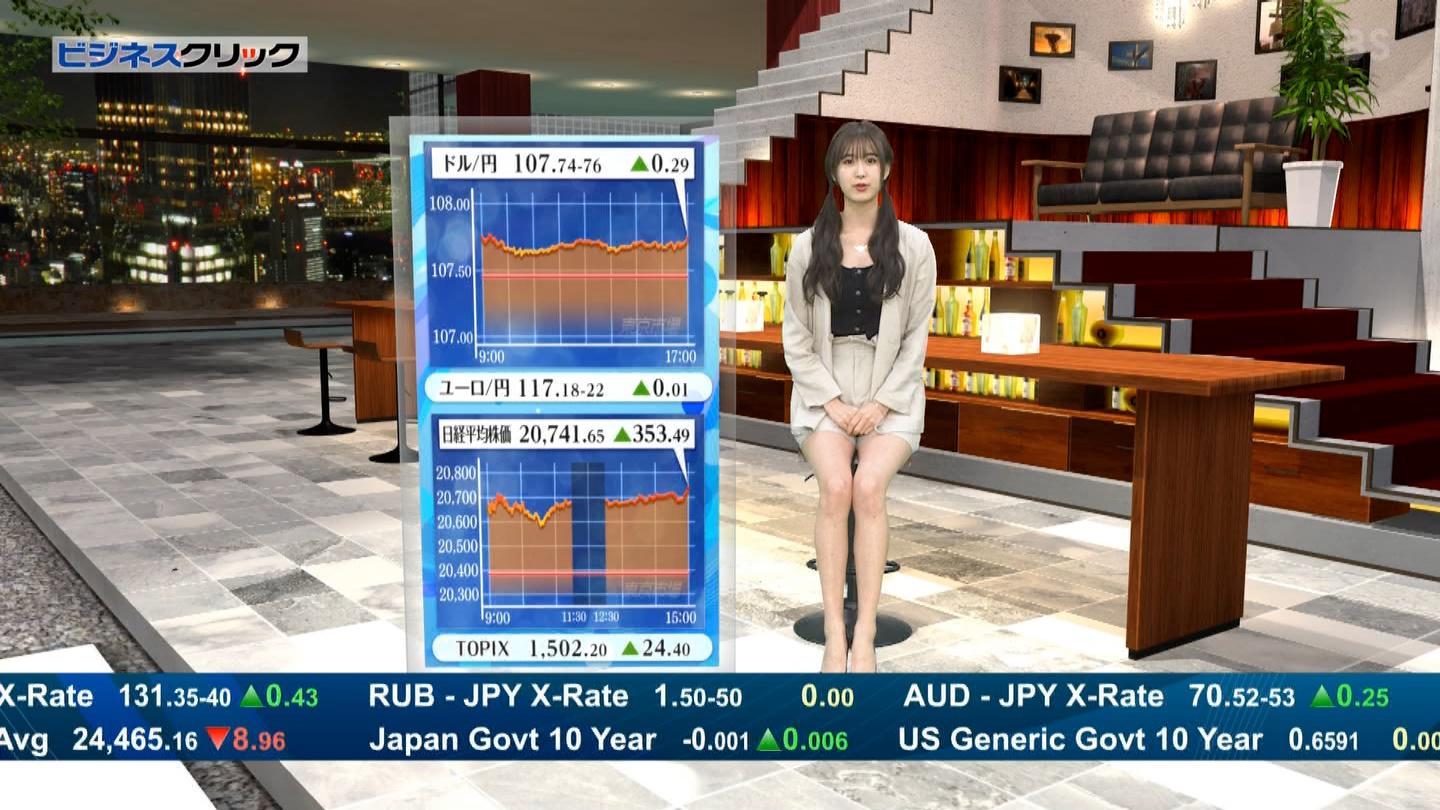 ビジネスクリック
tbs
ドル/円 107.74-76 ▲0.29
108.00
107.50
107.00
東京市場
9:00 17:00
ユーロ/円 117.18-22 ▲0.01
日経平均株価 20,741.65 ▲353.49
20,800
20,700
20,600
20,500
20,400
20,300
東京市場
9:00 11:30 12:30 15:00
TOPIX 1,502.20 ▲24.40
X-Rate 131.35-40 ▲0.43 RUB - JPY X-Rate 1.50-50 0.00 AUD - JPY X-Rate 70.52-53 ▲0.25
Avg 24,465.16 ▼8.96 Japan Govt 10 Year -0.001 ▲0.006 US Generic Govt 10 Year 0.6591 0.00